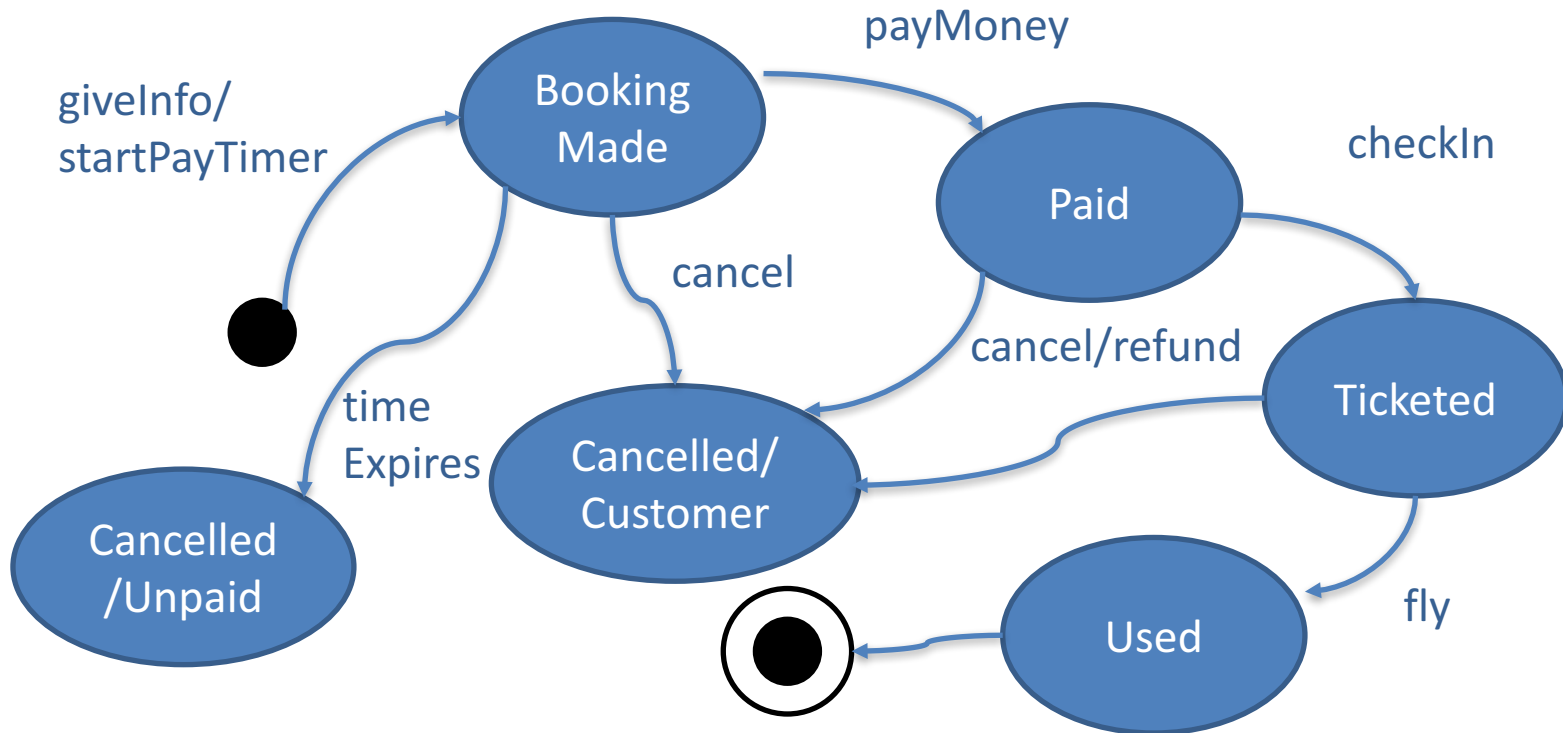 payMoney
giveInfo/
startPayTimer
Booking
Made
checkIn
Paid
cancel
cancel/refund
Ticketed
time
Expires
Cancelled/
Customer
Cancelled
/Unpaid
fly
Used